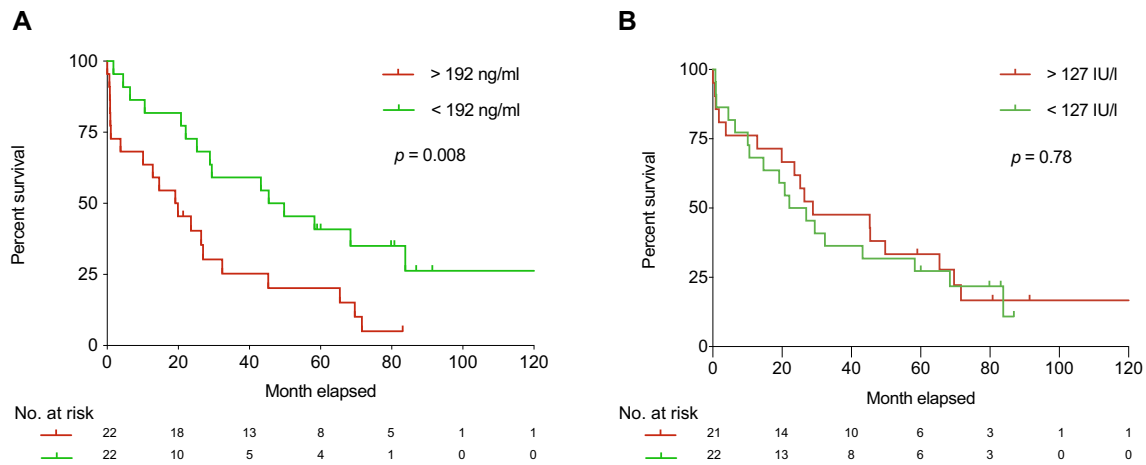 A
100
75
50
25
0
Percent survival
> 192 ng/ml
< 192 ng/ml
p = 0.008
0 20 40 60 80 100 120
Month elapsed
No. at risk
22 18 13 8 5 1 1
22 10 5 4 1 0 0
B
100
75
50
25
0
Percent survival
> 127 IU/l
< 127 IU/l
p = 0.78
0 20 40 60 80 100 120
Month elapsed
No. at risk
21 14 10 6 3 1 1
22 13 8 6 3 0 0